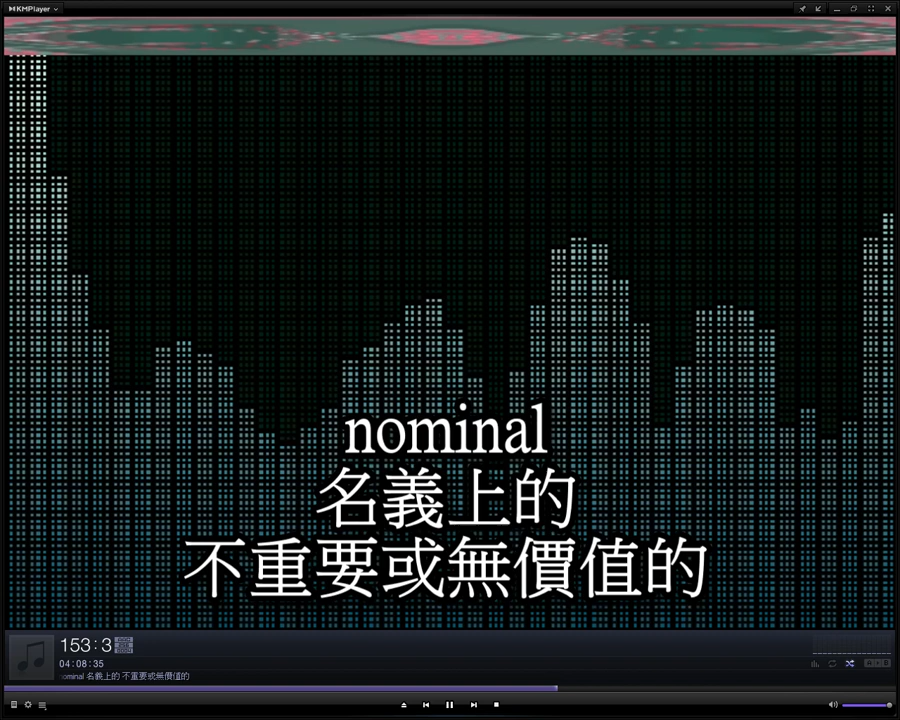 KMPlayer
nominal
名義上的
不重要或無價值的
153:3
04:08:35
nominal 名義上的 不重要或無價值的